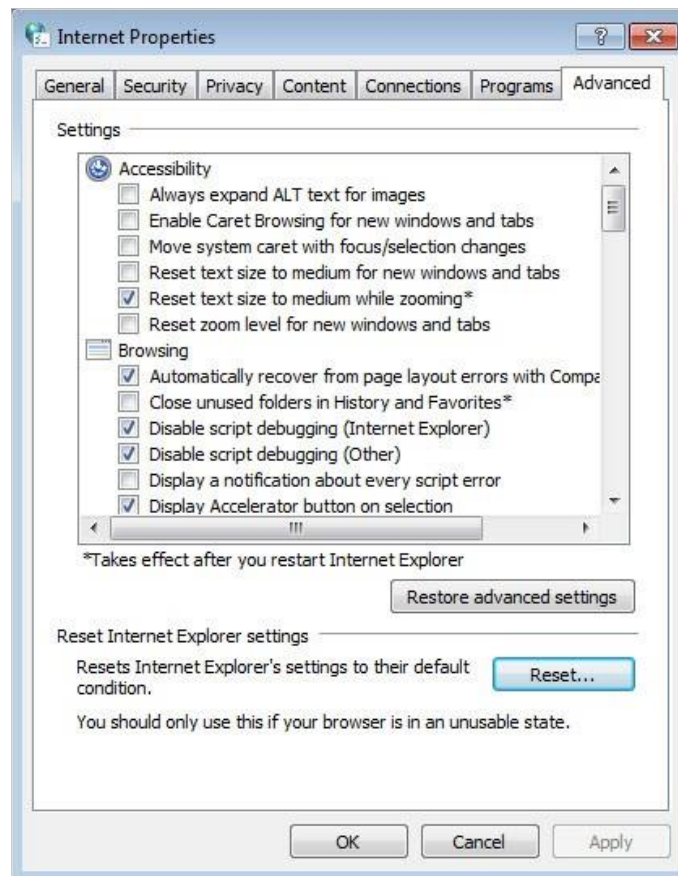 Internet Properties
General Security Privacy Content Connections Programs Advanced
Settings
Accessibility
Always expand ALT text for images
Enable Caret Browsing for new windows and tabs
Move system caret with focus/selection changes
Reset text size to medium for new windows and tabs
Reset text size to medium while zooming*
Reset zoom level for new windows and tabs
Browsing
Automatically recover from page layout errors with Compa
Close unused folders in History and Favorites*
Disable script debugging (Internet Explorer)
Disable script debugging (Other)
Display a notification about every script error
Display Accelerator button on selection
*Takes effect after you restart Internet Explorer
Restore advanced settings
Reset Internet Explorer settings
Resets Internet Explorer's settings to their default
condition.
Reset...
You should only use this if your browser is in an unusable state.
OK Cancel Apply